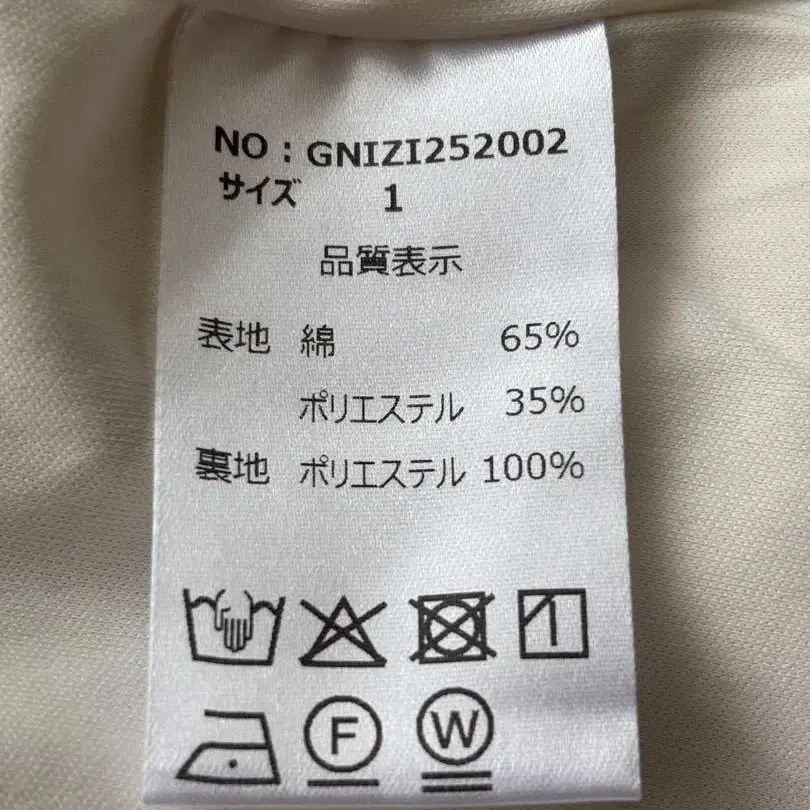 NO：GNIZI252002
サイズ 1
品質表示
表地 綿 65%
ポリエステル 35%
裏地 ポリエステル 100%
F W